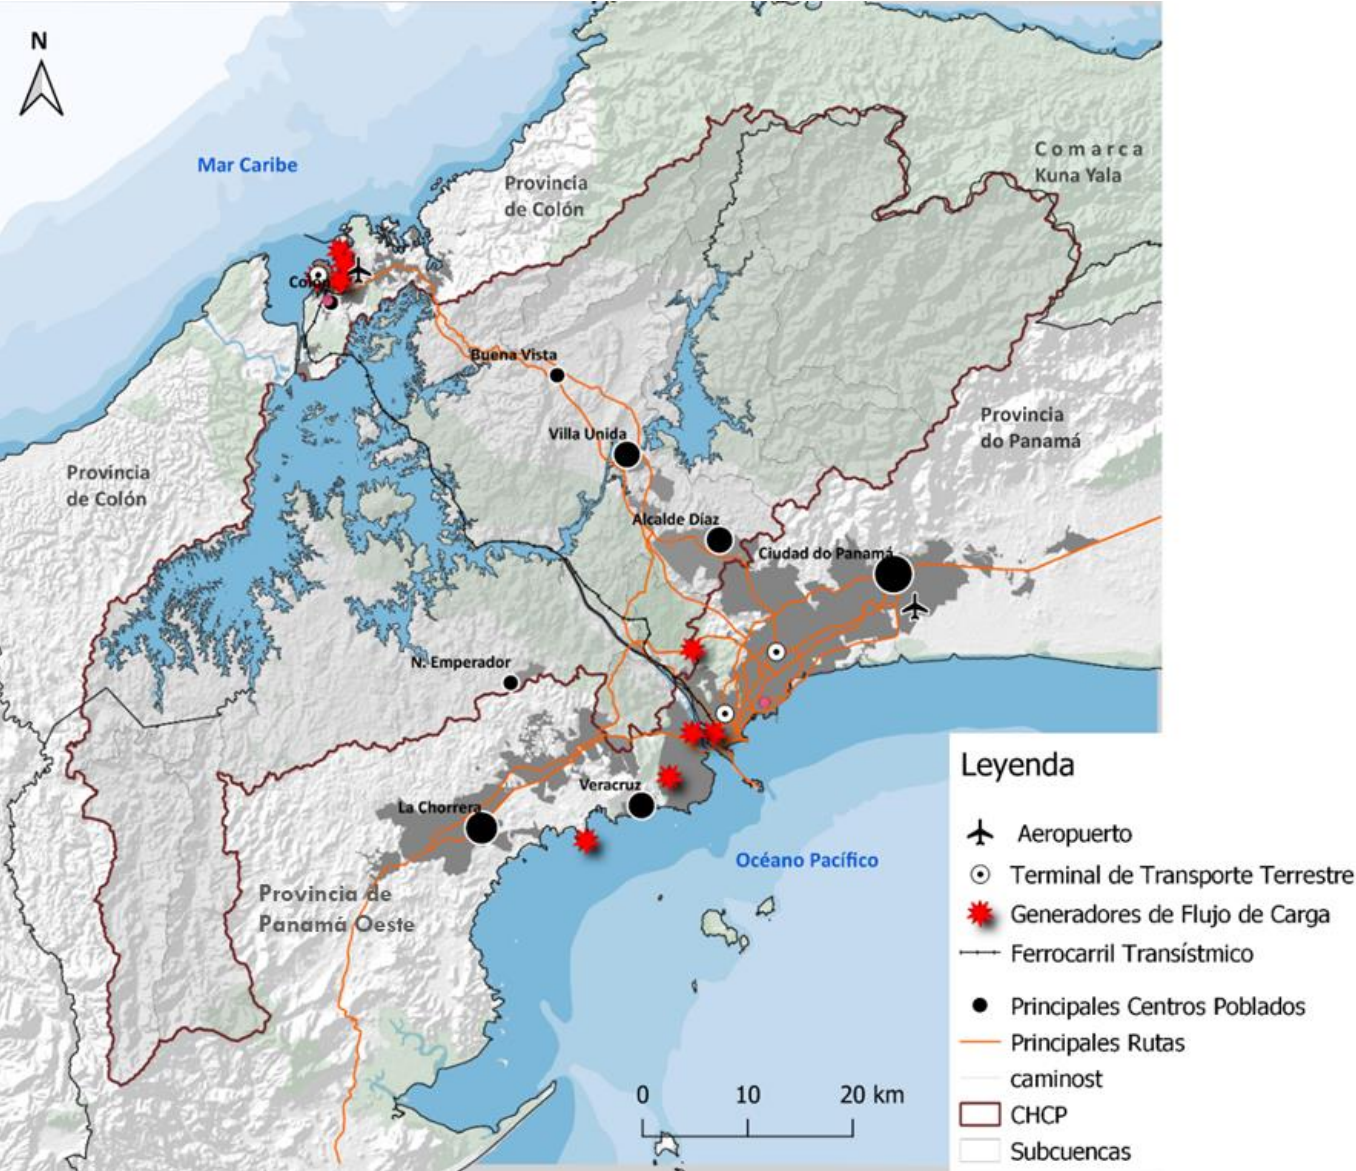 N
Mar Caribe
Provincia
de Colón
Comarca
Kuna Yala
Colón
Buena Vista
Provincia
do Panamá
Villa Unida
Provincia
de Colón
Alcalde Díaz
Ciudad do Panamá
N. Emperador
Veracruz
La Chorrera
Océano Pacífico
Provincia de
Panamá Oeste
Leyenda
Aeropuerto
Terminal de Transporte Terrestre
Generadores de Flujo de Carga
Ferrocarril Transístmico
Principales Centros Poblados
Principales Rutas
caminost
CHCP
Subcuencas
0 10 20 km